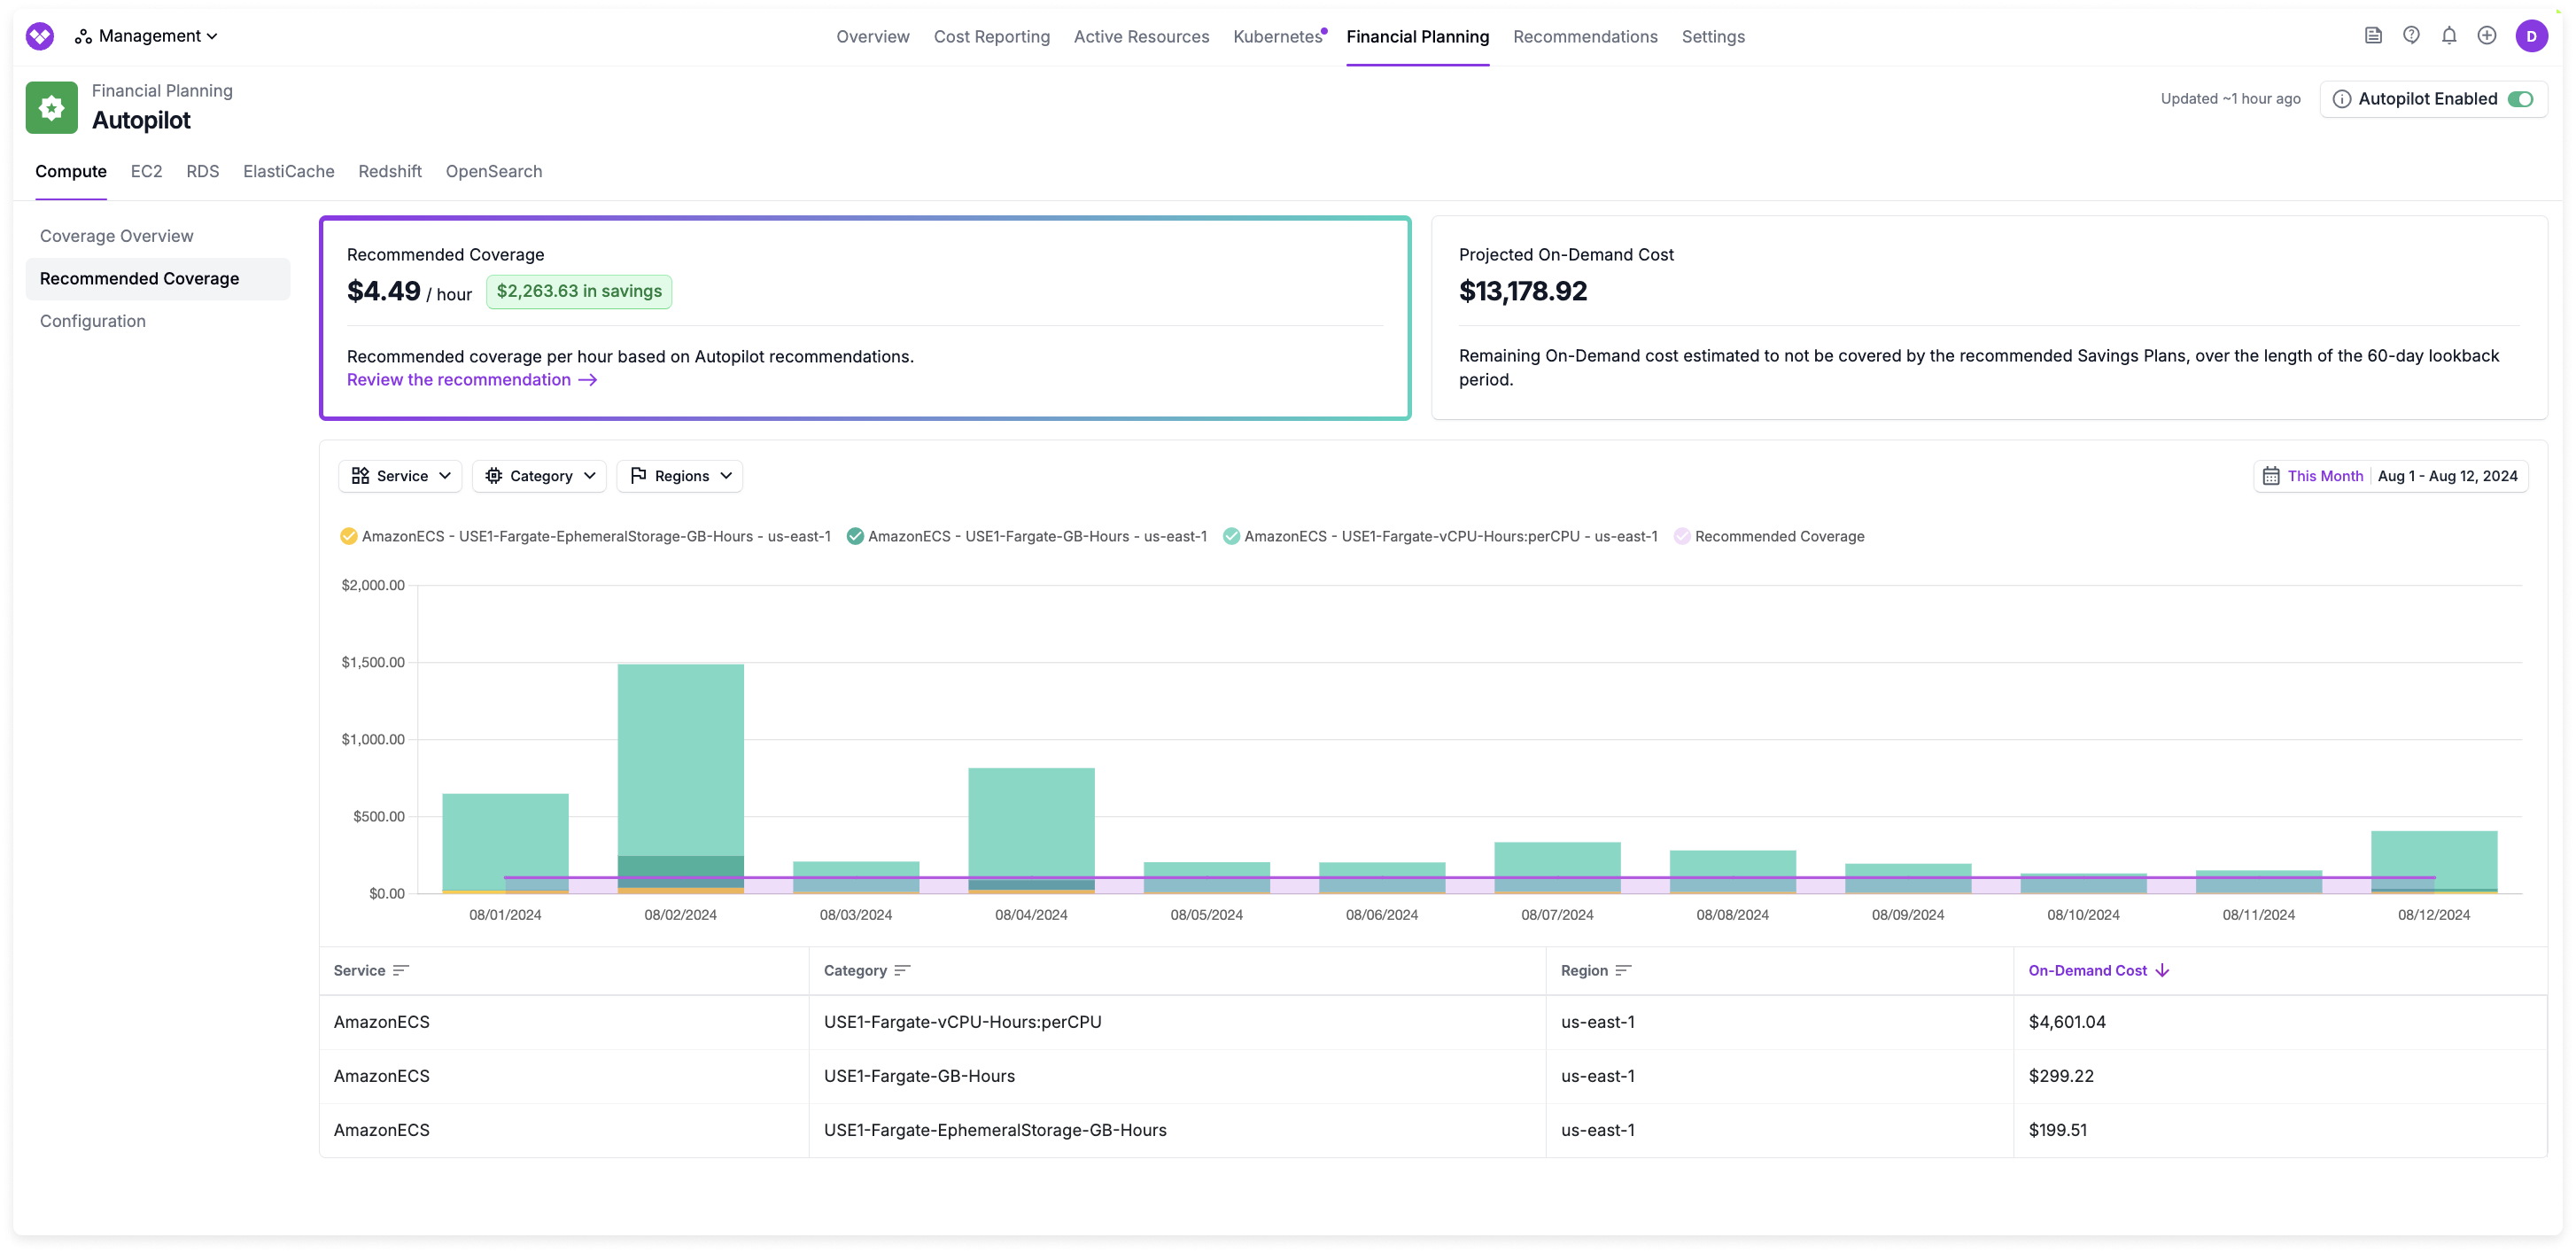 Management
Overview
Cost Reporting
Active Resources
Kubernetes
Financial Planning
Recommendations
Settings
D
Financial Planning
Autopilot
Updated ~1 hour ago
Autopilot Enabled
Compute
EC2
RDS
ElastiCache
Redshift
OpenSearch
Coverage Overview
Recommended Coverage
Configuration
Recommended Coverage
$4.49 / hour
$2,263.63 in savings
Recommended coverage per hour based on Autopilot recommendations.
Review the recommendation →
Projected On-Demand Cost
$13,178.92
Remaining On-Demand cost estimated to not be covered by the recommended Savings Plans, over the length of the 60-day lookback
period.
Service
Category
Regions
This Month
Aug 1 - Aug 12, 2024
AmazonECS - USE1-Fargate-EphemeralStorage-GB-Hours - us-east-1
AmazonECS - USE1-Fargate-GB-Hours - us-east-1
AmazonECS - USE1-Fargate-vCPU-Hours:perCPU - us-east-1
Recommended Coverage
$2,000.00
$1,500.00
$1,000.00
$500.00
$0.00
08/01/2024
08/02/2024
08/03/2024
08/04/2024
08/05/2024
08/06/2024
08/07/2024
08/08/2024
08/09/2024
08/10/2024
08/11/2024
08/12/2024
Service
Category
Region
On-Demand Cost ↓
AmazonECS
USE1-Fargate-vCPU-Hours:perCPU
us-east-1
$4,601.04
AmazonECS
USE1-Fargate-GB-Hours
us-east-1
$299.22
AmazonECS
USE1-Fargate-EphemeralStorage-GB-Hours
us-east-1
$199.51